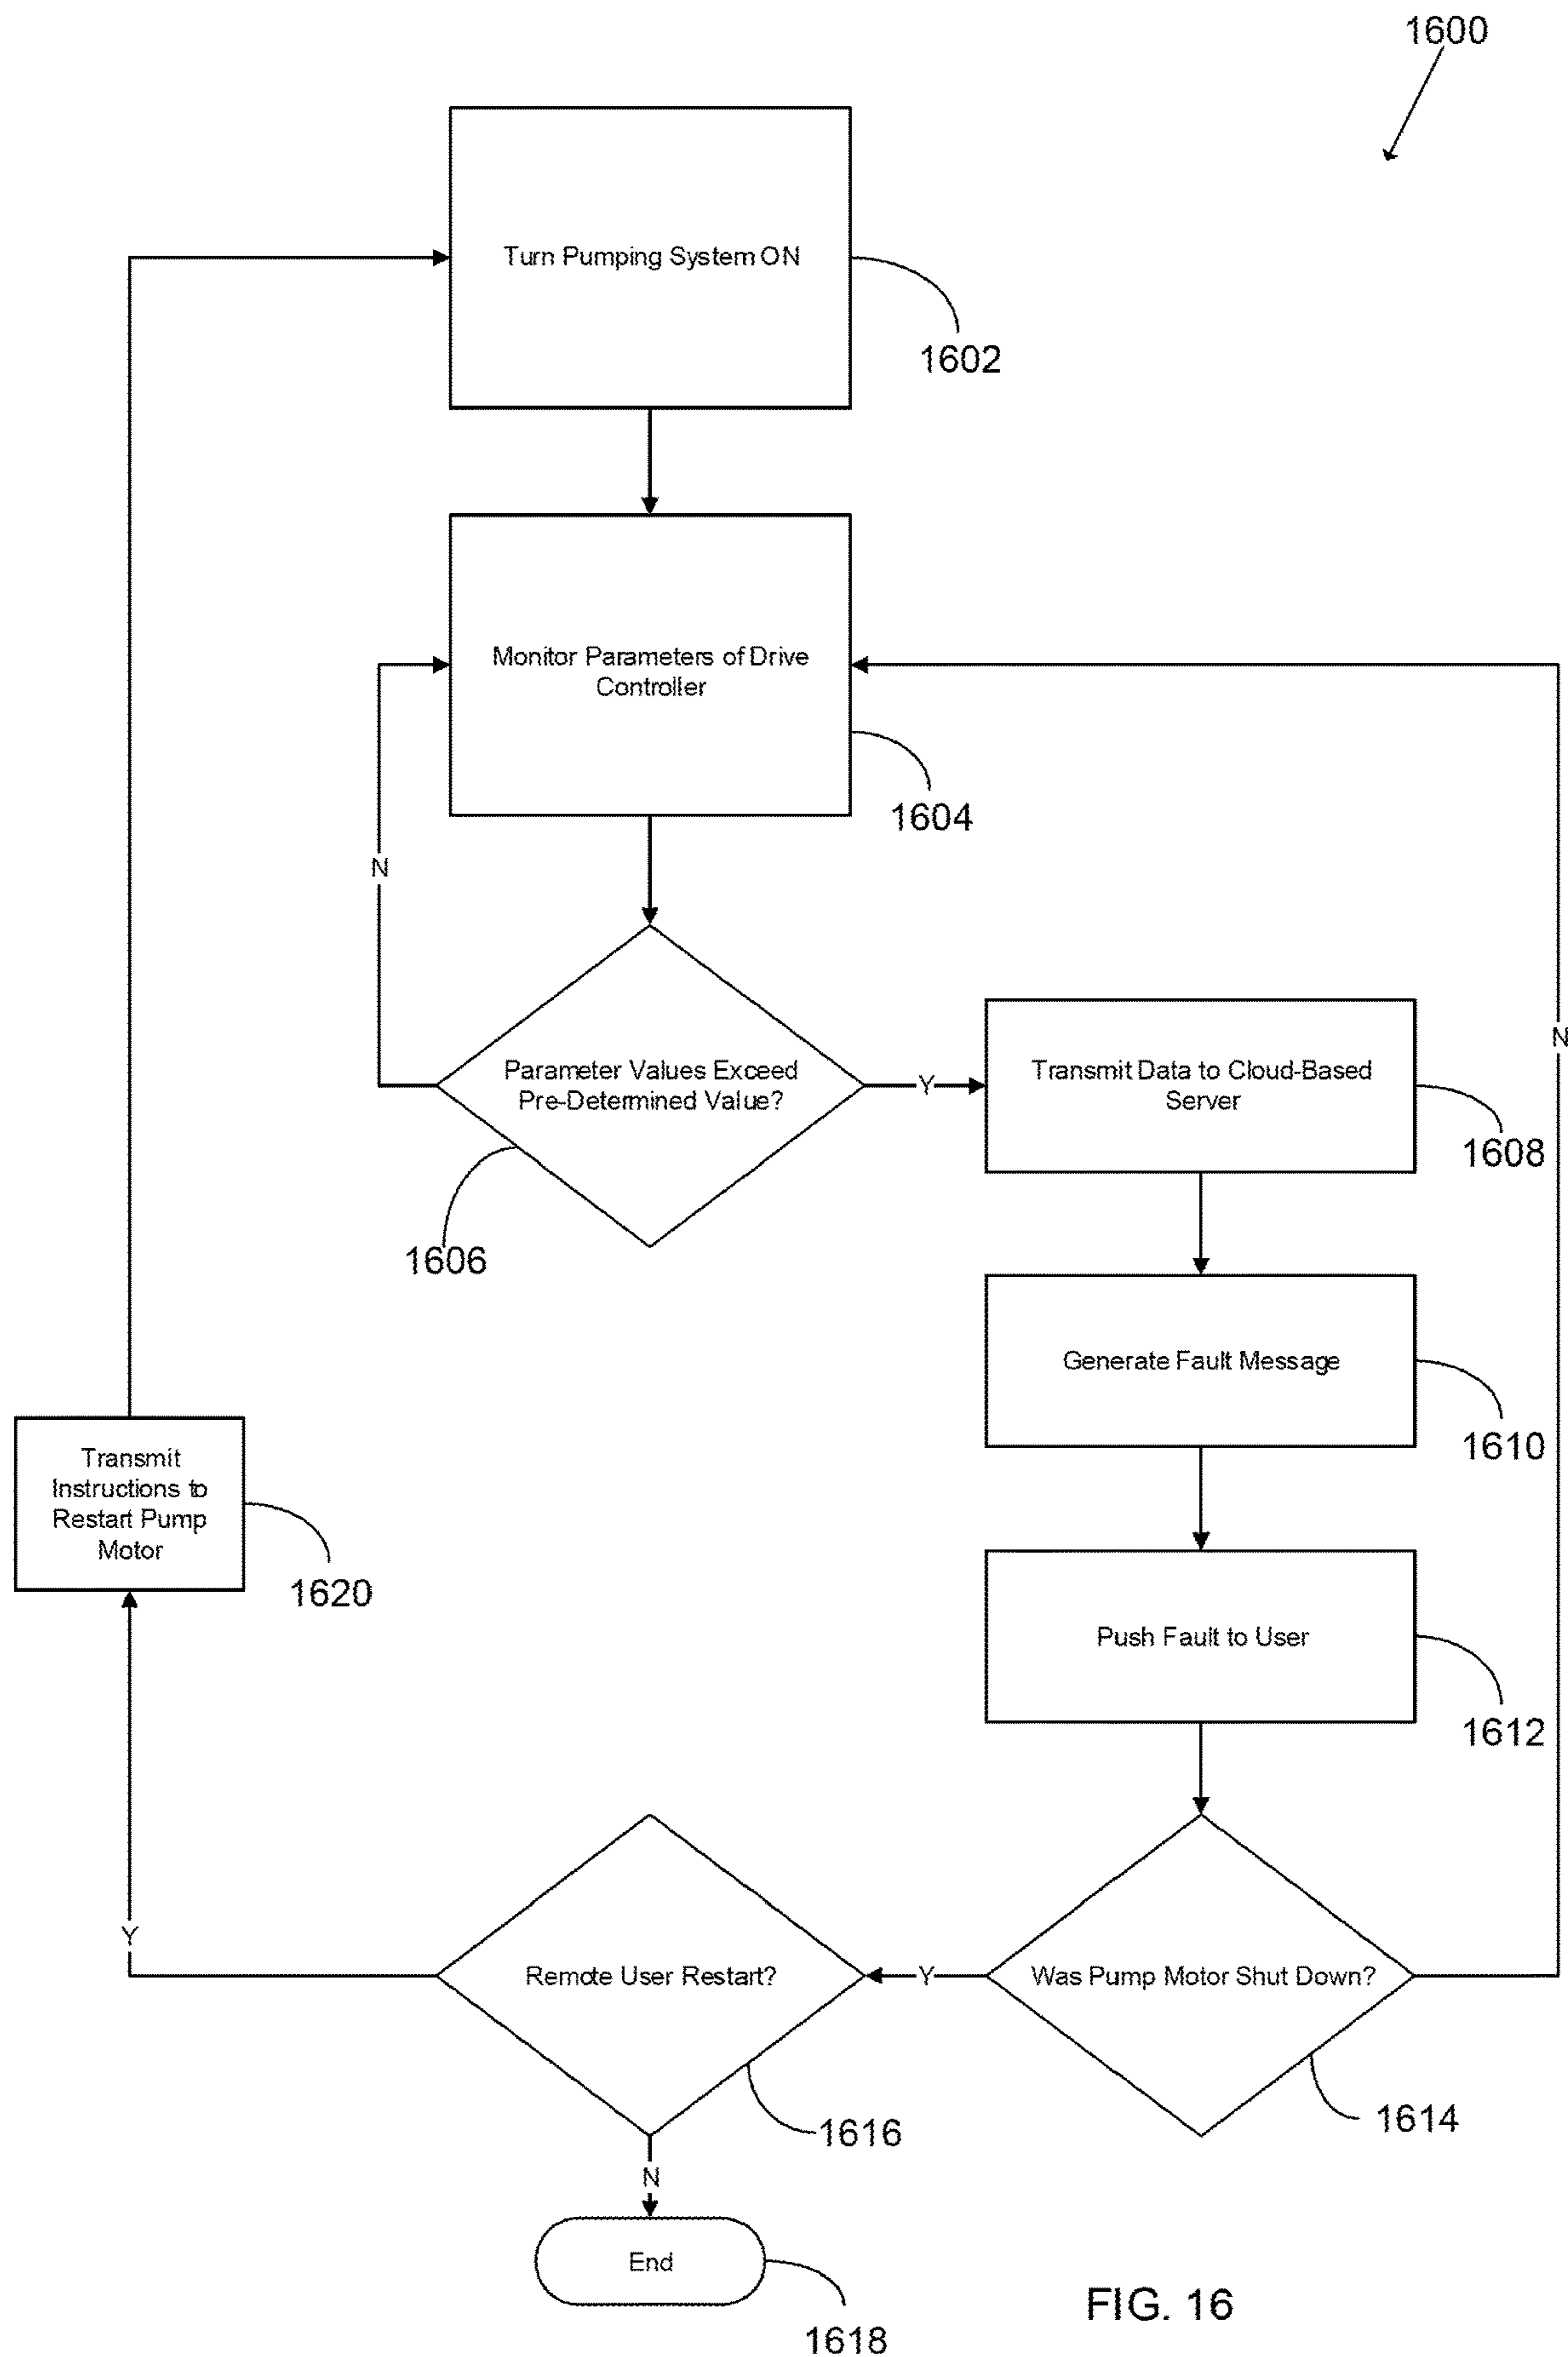 1600
Turn Pumping System ON
1602
Monitor Parameters of Drive
Controller
1604
N
Parameter Values Exceed
Pre-Determined Value?
1606
Y
Transmit Data to Cloud-Based
Server
1608
N
Generate Fault Message
1610
Transmit
Instructions to
Restart Pump
Motor
1620
Push Fault to User
1612
Y
Remote User Restart?
1616
Y
Was Pump Motor Shut Down?
1614
N
End
1618
FIG. 16